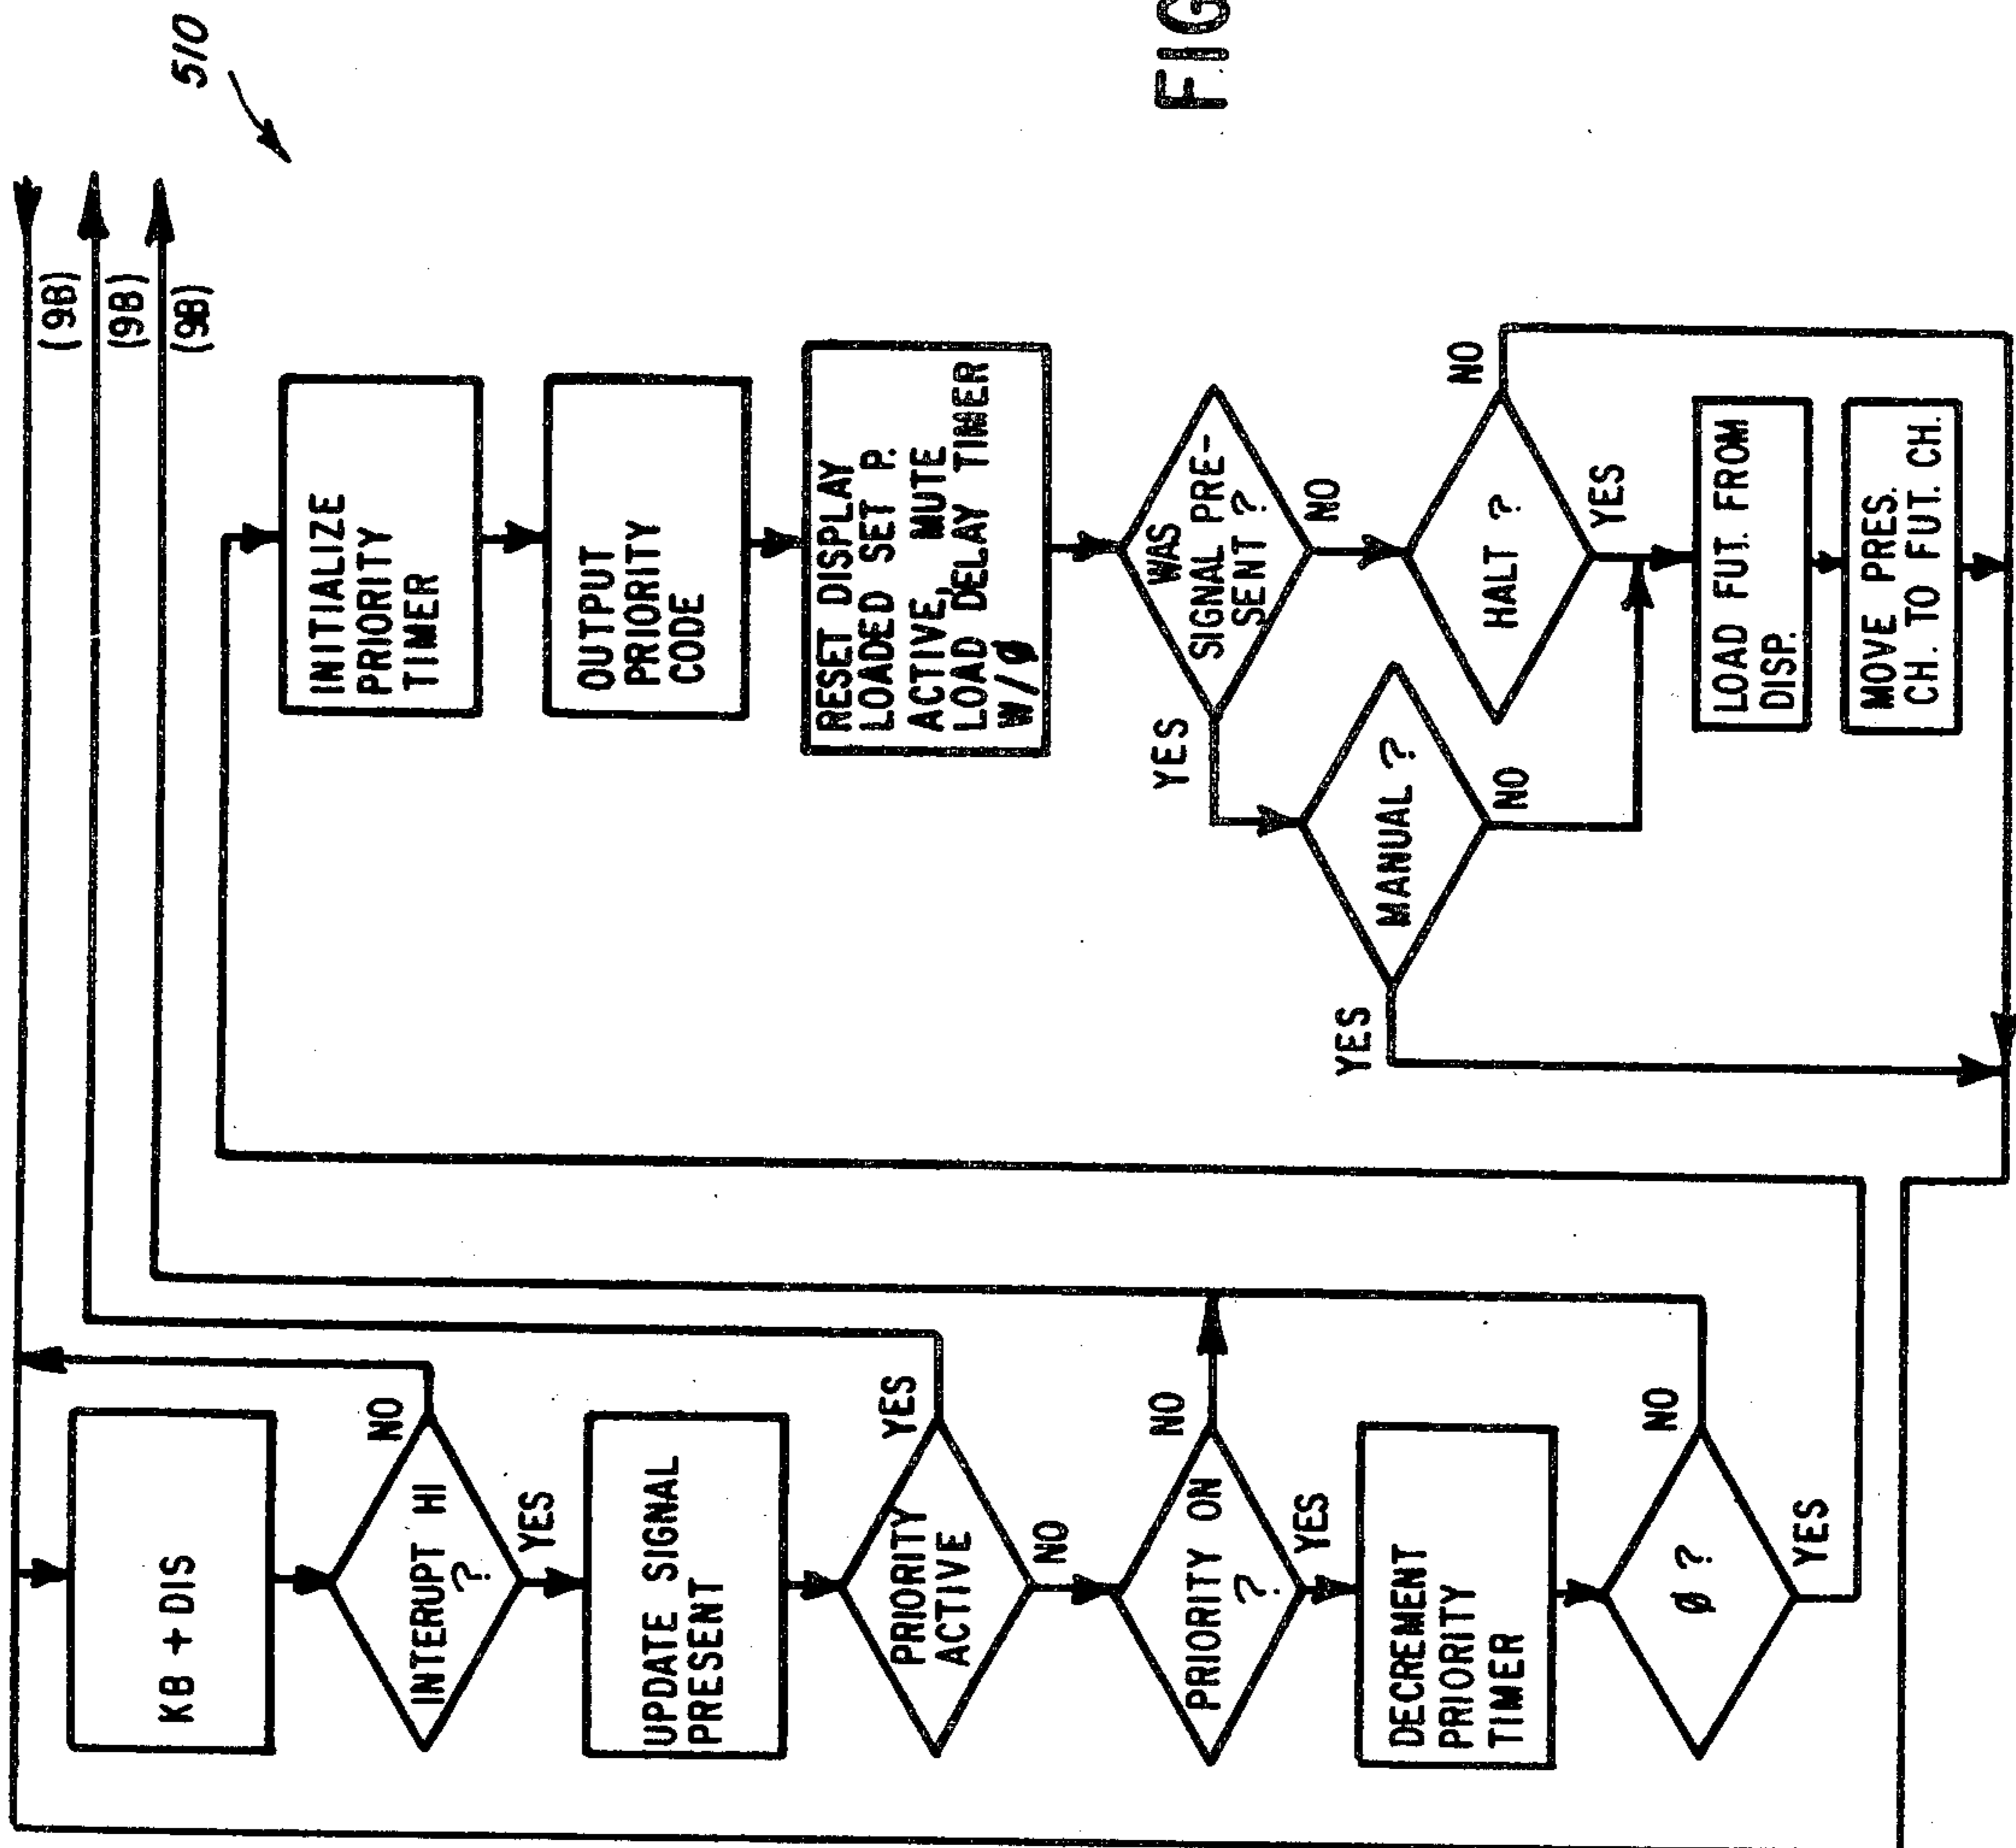 510
(9B)
(9B)
(9B)
KB + DIS
INTERUPT HI
?
NO
YES
UPDATE SIGNAL
PRESENT
PRIORITY
ACTIVE
YES
NO
PRIORITY ON
?
NO
YES
DECREMENT
PRIORITY
TIMER
Ø ?
NO
YES
INITIALIZE
PRIORITY
TIMER
OUTPUT
PRIORITY
CODE
RESET DISPLAY
LOADED SET P.
ACTIVE, MUTE
LOAD DELAY TIMER
W/Ø
WAS
SIGNAL PRE-
SENT ?
YES
NO
MANUAL ?
YES
NO
HALT ?
NO
YES
LOAD FUT. FROM
DISP.
MOVE PRES.
CH. TO FUT. CH.
FIG